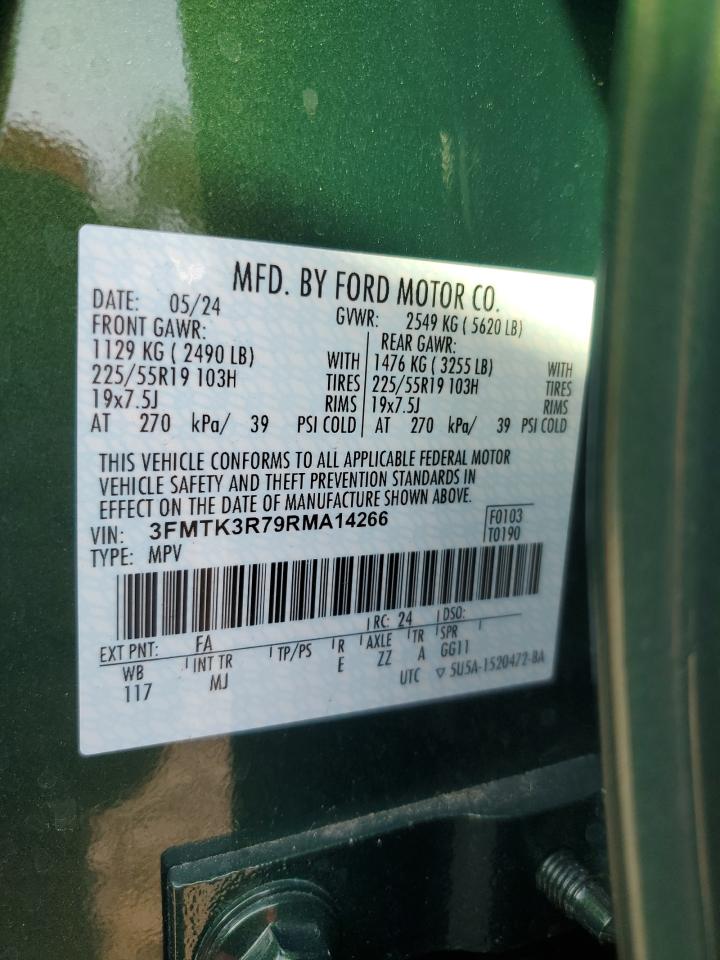 MFD. BY FORD MOTOR CO.
DATE: 05/24 GVWR: 2549 KG ( 5620 LB)
FRONT GAWR: REAR GAWR:
1129 KG ( 2490 LB) WITH 1476 KG ( 3255 LB) WITH
225/55R19 103H TIRES 225/55R19 103H TIRES
19x7.5J RIMS 19x7.5J RIMS
AT 270 kPa/ 39 PSI COLD AT 270 kPa/ 39 PSI COLD
THIS VEHICLE CONFORMS TO ALL APPLICABLE FEDERAL MOTOR
VEHICLE SAFETY AND THEFT PREVENTION STANDARDS IN
EFFECT ON THE DATE OF MANUFACTURE SHOWN ABOVE.
VIN: 3FMTK3R79RMA14266 F0103
TYPE: MPV T0190
EXT PNT: FA RC: 24 DSO:
WB INT TR TP/PS R AXLE TR SPR
117 MJ E ZZ A GG11
UTC ▽ 5U5A-1520472-BA